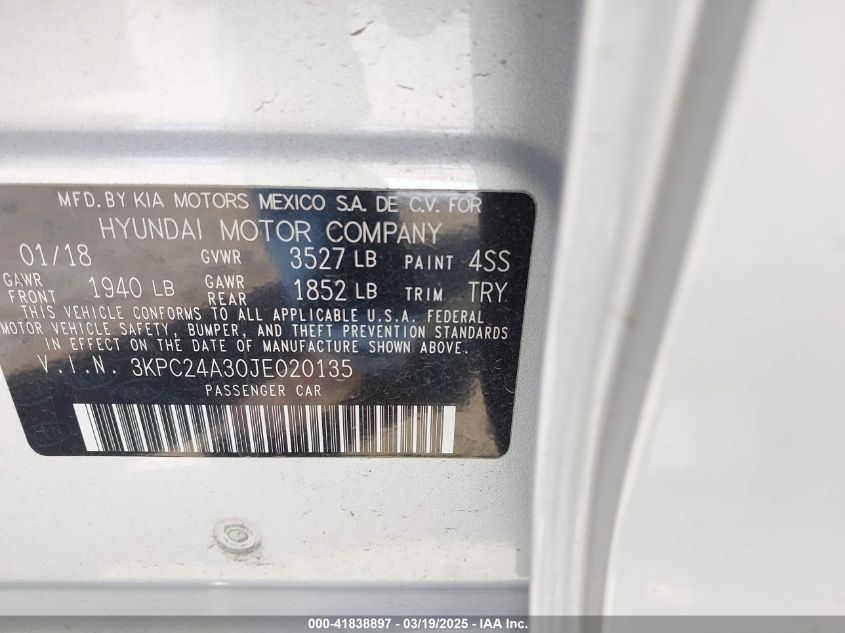 MFD. BY KIA MOTORS MEXICO S.A. DE C.V. FOR
HYUNDAI MOTOR COMPANY
01/18 GVWR 3527 LB PAINT 4SS
GAWR FRONT 1940 LB GAWR REAR 1852 LB TRIM TRY
THIS VEHICLE CONFORMS TO ALL APPLICABLE U.S.A. FEDERAL
MOTOR VEHICLE SAFETY, BUMPER, AND THEFT PREVENTION STANDARDS
IN EFFECT ON THE DATE OF MANUFACTURE SHOWN ABOVE.
V.I.N. 3KPC24A30JE020135
PASSENGER CAR
000-41838897 - 03/19/2025 - IAA Inc.